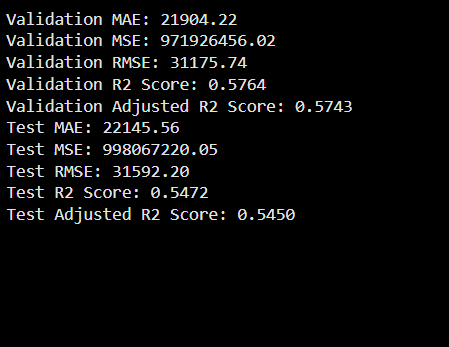 Validation MAE: 21904.22
Validation MSE: 971926456.02
Validation RMSE: 31175.74
Validation R2 Score: 0.5764
Validation Adjusted R2 Score: 0.5743
Test MAE: 22145.56
Test MSE: 998067220.05
Test RMSE: 31592.20
Test R2 Score: 0.5472
Test Adjusted R2 Score: 0.5450